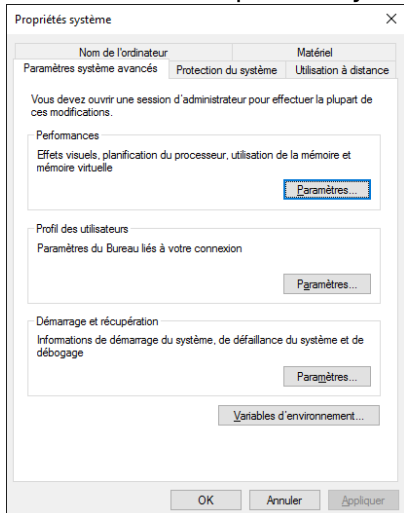 Propriétés système
Nom de l'ordinateur
Matériel
Paramètres système avancés
Protection du système
Utilisation à distance
Vous devez ouvrir une session d'administrateur pour effectuer la plupart de
ces modifications.
Performances
Effets visuels, planification du processeur, utilisation de la mémoire et
mémoire virtuelle
Paramètres...
Profil des utilisateurs
Paramètres du Bureau liés à votre connexion
Paramètres...
Démarrage et récupération
Informations de démarrage du système, de défaillance du système et de
débogage
Paramètres...
Variables d'environnement...
OK
Annuler
Appliquer